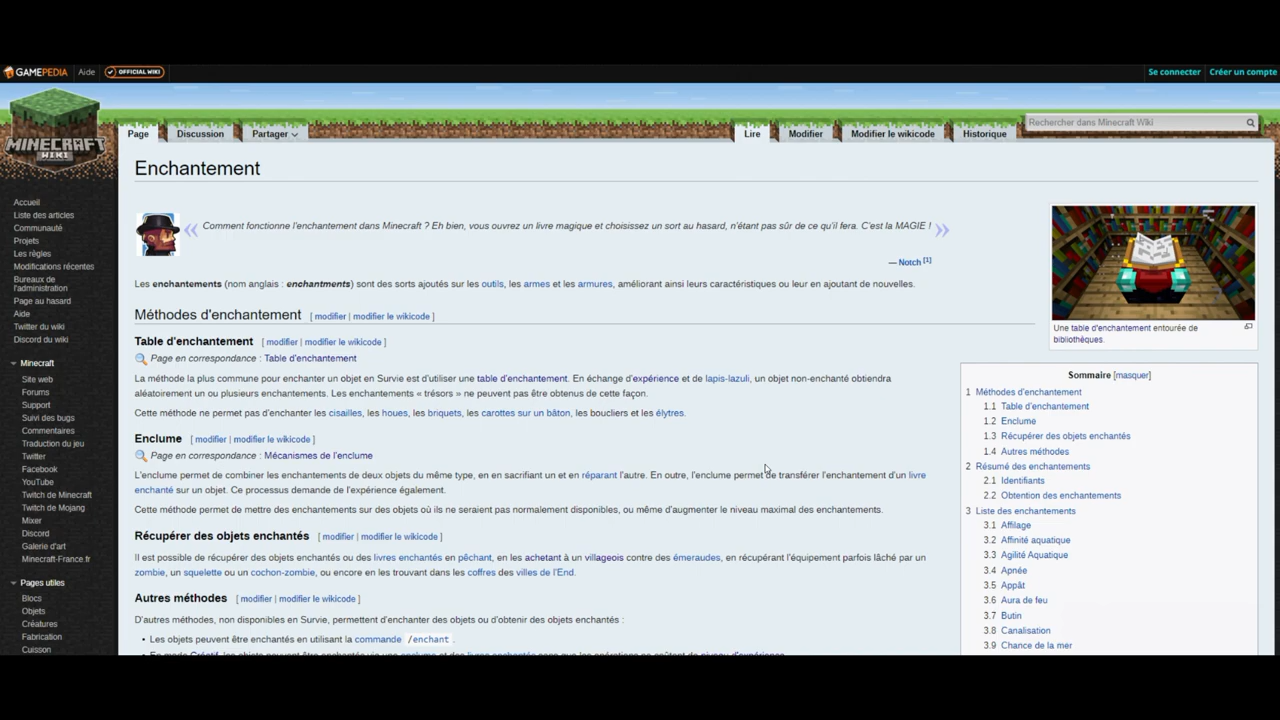 GAMEPEDIA Aide OFFICIAL WIKI Se connecter Créer un compte
MINECRAFT
WIKI
Page Discussion Partager Lire Modifier Modifier le wikicode Historique Rechercher dans Minecraft Wiki
Enchantement
« Comment fonctionne l'enchantement dans Minecraft ? Eh bien, vous ouvrez un livre magique et choisissez un sort au hasard, n'étant pas sûr de ce qu'il fera. C'est la MAGIE ! »
— Notch [1]
Les enchantements (nom anglais : enchantments) sont des sorts ajoutés sur les outils, les armes et les armures, améliorant ainsi leurs caractéristiques ou leur en ajoutant de nouvelles.
Méthodes d'enchantement [ modifier | modifier le wikicode ]
Table d'enchantement [ modifier | modifier le wikicode ]
Page en correspondance : Table d'enchantement
La méthode la plus commune pour enchanter un objet en Survie est d'utiliser une table d'enchantement. En échange d'expérience et de lapis-lazuli, un objet non-enchanté obtiendra
aléatoirement un ou plusieurs enchantements. Les enchantements « trésors » ne peuvent pas être obtenus de cette façon.
Cette méthode ne permet pas d'enchanter les cisailles, les houes, les briquets, les carottes sur un bâton, les boucliers et les élytres.
Enclume [ modifier | modifier le wikicode ]
Page en correspondance : Mécanismes de l'enclume
L'enclume permet de combiner les enchantements de deux objets du même type, en en sacrifiant un et en réparant l'autre. En outre, l'enclume permet de transférer l'enchantement d'un livre
enchanté sur un objet. Ce processus demande de l'expérience également.
Cette méthode permet de mettre des enchantements sur des objets où ils ne seraient pas normalement disponibles, ou même d'augmenter le niveau maximal des enchantements.
Récupérer des objets enchantés [ modifier | modifier le wikicode ]
Il est possible de récupérer des objets enchantés ou des livres enchantés en pêchant, en les achetant à un villageois contre des émeraudes, en récupérant l'équipement parfois lâché par un
zombie, un squelette ou un cochon-zombie, ou encore en les trouvant dans les coffres des villes de l'End.
Autres méthodes [ modifier | modifier le wikicode ]
D'autres méthodes, non disponibles en Survie, permettent d'enchanter des objets ou d'obtenir des objets enchantés :
• Les objets peuvent être enchantés en utilisant la commande /enchant .
• En mode Créatif, les objets peuvent être enchantés via une enclume et des livres enchantés sans que les opérations ne coûtent de niveau d'expérience.
Une table d'enchantement entourée de
bibliothèques.
Sommaire [masquer]
1 Méthodes d'enchantement
1.1 Table d'enchantement
1.2 Enclume
1.3 Récupérer des objets enchantés
1.4 Autres méthodes
2 Résumé des enchantements
2.1 Identifiants
2.2 Obtention des enchantements
3 Liste des enchantements
3.1 Affilage
3.2 Affinité aquatique
3.3 Agilité Aquatique
3.4 Apnée
3.5 Appât
3.6 Aura de feu
3.7 Butin
3.8 Canalisation
3.9 Chance de la mer
Accueil
Liste des articles
Communauté
Projets
Les règles
Modifications récentes
Bureaux de
l'administration
Page au hasard
Aide
Twitter du wiki
Discord du wiki
Minecraft
Site web
Forums
Support
Suivi des bugs
Commentaires
Traduction du jeu
Twitter
Facebook
YouTube
Twitch de Minecraft
Twitch de Mojang
Mixer
Discord
Galerie d'art
Minecraft-France.fr
Pages utiles
Blocs
Objets
Créatures
Fabrication
Cuisson